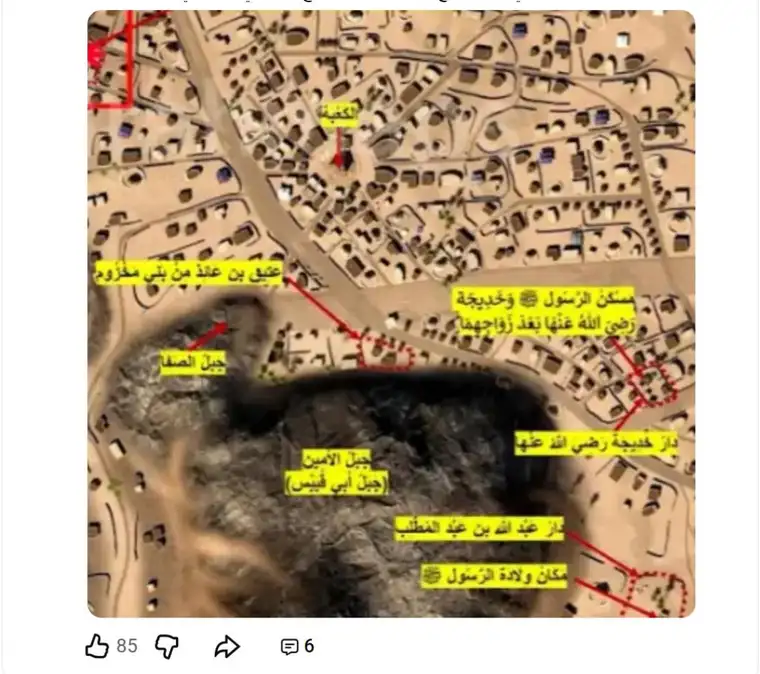 الكعبة
عتيق بن عائذ من بني مخزوم
مسكن الرسول ﷺ وخديجة
رضي الله عنها بعد زواجهما
جبل الصفا
دار خديجة رضي الله عنها
جبل الأمين
(جبل أبي قبيس)
دار عبد الله بن عبد المطلب
مكان ولادة الرسول ﷺ
85
6